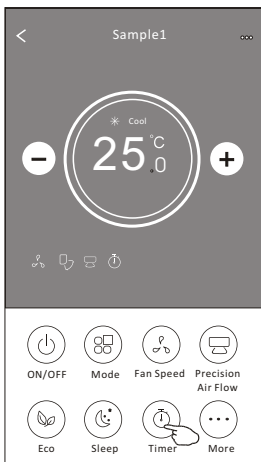 Sample1
Cool
25.0 °C
ON/OFF Mode Fan Speed Precision Air Flow
Eco Sleep Timer More